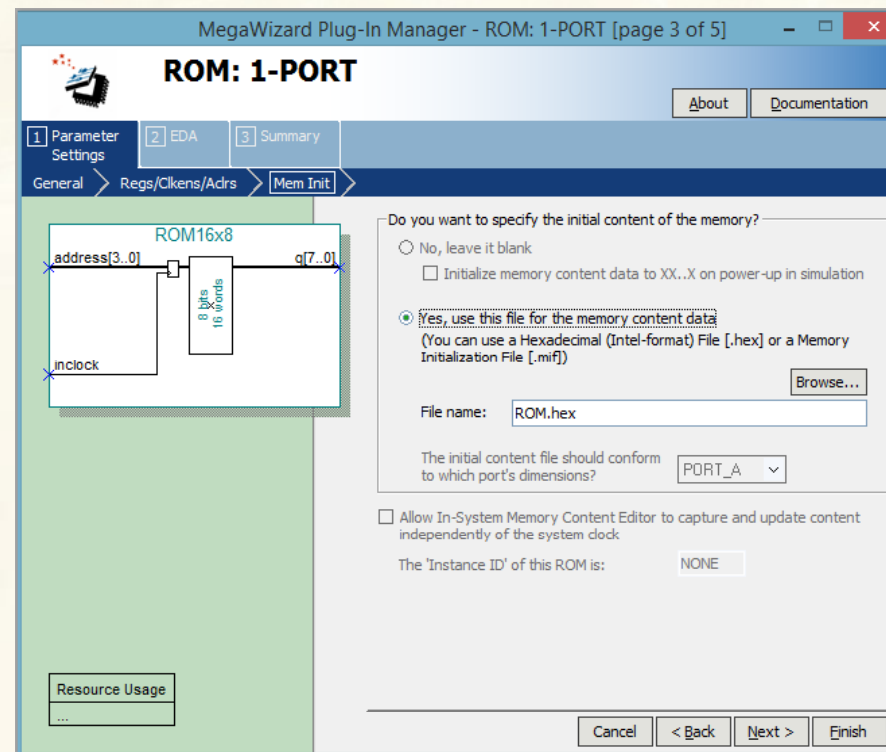 MegaWizard Plug-In Manager - ROM: 1-PORT [page 3 of 5]
ROM: 1-PORT
About
Documentation
1 Parameter Settings
2 EDA
3 Summary
General
Regs/Clkens/Aclrs
Mem Init
ROM16x8
address[3..0]
q[7..0]
8 bits
16 words
inclock
Resource Usage
...
Do you want to specify the initial content of the memory?
No, leave it blank
Initialize memory content data to XX..X on power-up in simulation
Yes, use this file for the memory content data
(You can use a Hexadecimal (Intel-format) File [.hex] or a Memory
Initialization File [.mif])
Browse...
File name:
ROM.hex
The initial content file should conform
to which port's dimensions?
PORT_A
Allow In-System Memory Content Editor to capture and update content
independently of the system clock
The 'Instance ID' of this ROM is:
NONE
Cancel
< Back
Next >
Finish